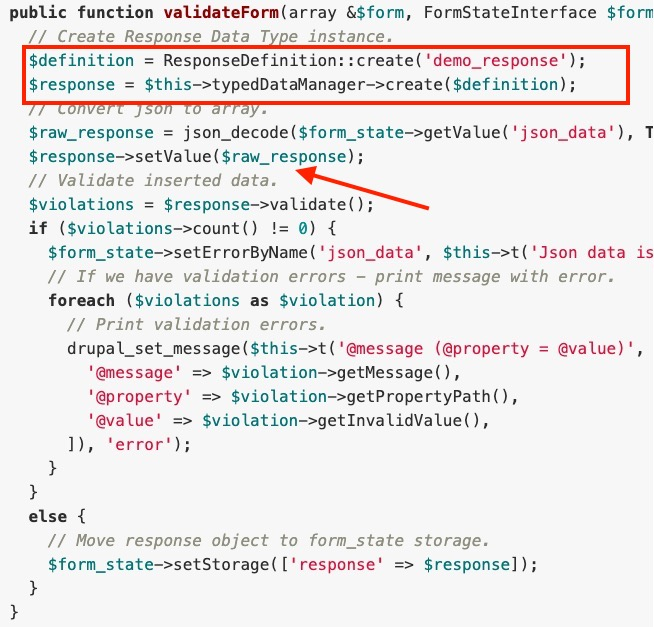 public function validateForm(array &$form, FormStateInterface $form
// Create Response Data Type instance.
$definition = ResponseDefinition::create('demo_response');
$response = $this->typedDataManager->create($definition);
// Convert json to array.
$raw_response = json_decode($form_state->getValue('json_data'), T
$response->setValue($raw_response);
// Validate inserted data.
$violations = $response->validate();
if ($violations->count() != 0) {
$form_state->setErrorByName('json_data', $this->t('Json data is
// If we have validation errors – print message with error.
foreach ($violations as $violation) {
// Print validation errors.
drupal_set_message($this->t('@message (@property = @value)',
'@message' => $violation->getMessage(),
'@property' => $violation->getPropertyPath(),
'@value' => $violation->getInvalidValue(),
]), 'error');
}
}
else {
// Move response object to form_state storage.
$form_state->setStorage(['response' => $response]);
}
}